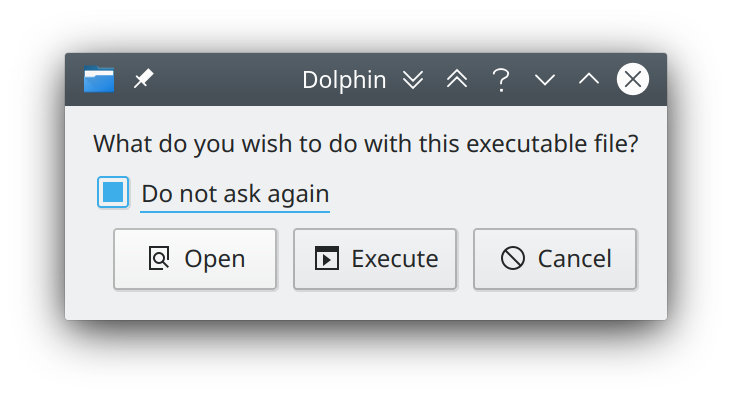 Dolphin
What do you wish to do with this executable file?
Do not ask again
Open Execute Cancel